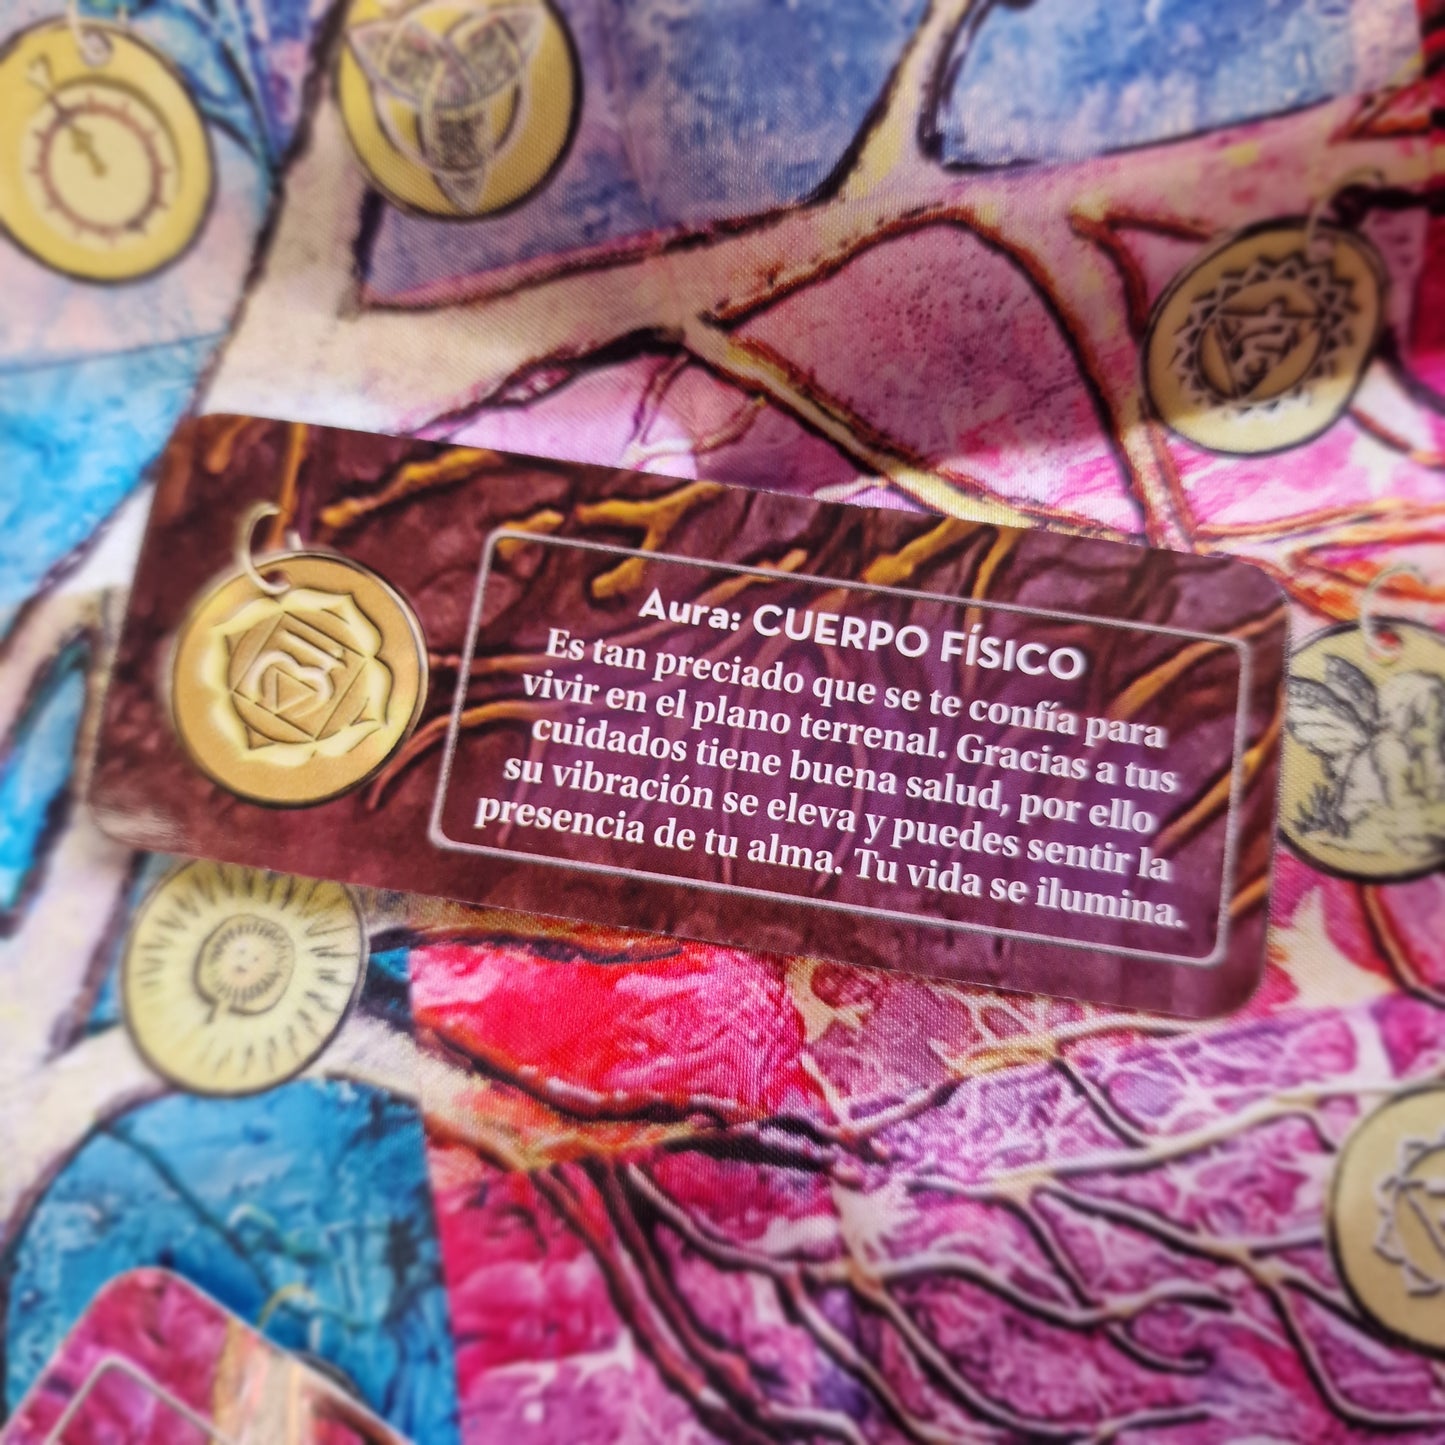 Aura: CUERPO FÍSICO
Es tan preciado que se te confía para
vivir en el plano terrenal. Gracias a tus
cuidados tiene buena salud, por ello
su vibración se eleva y puedes sentir la
presencia de tu alma. Tu vida se ilumina.